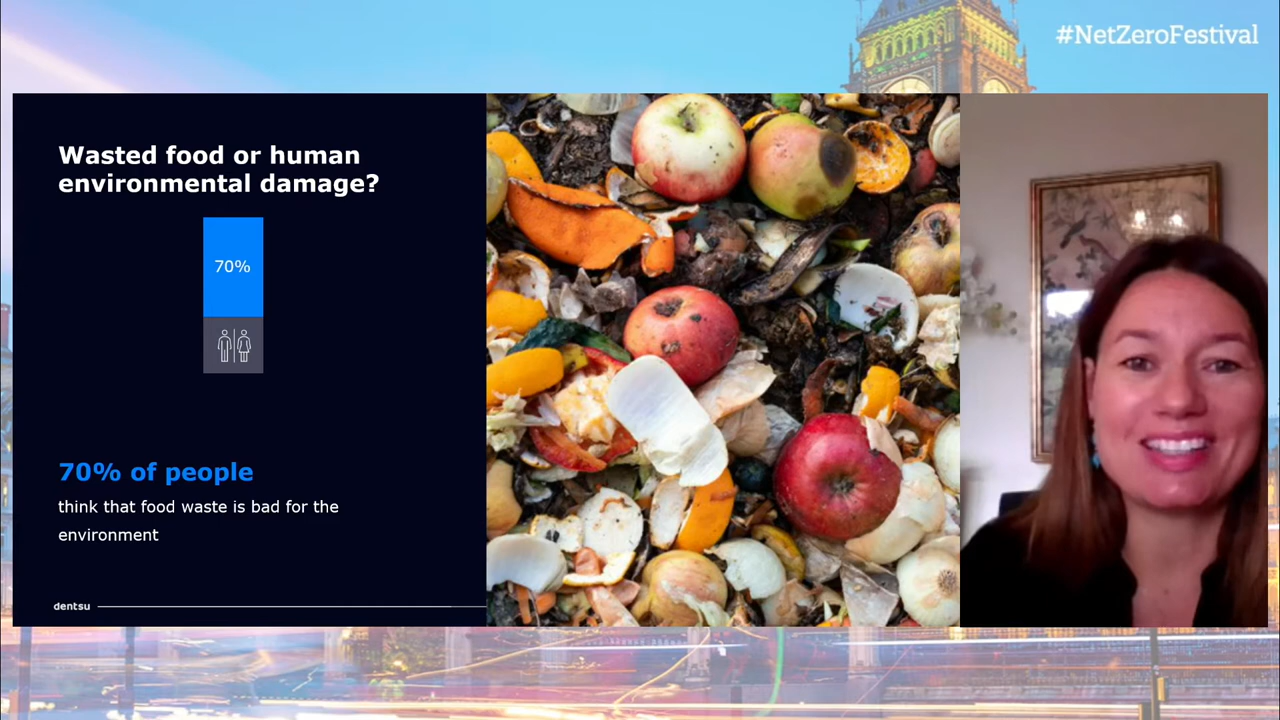 #NetZeroFestival
Wasted food or human
environmental damage?
70%
70% of people
think that food waste is bad for the
environment
dentsu